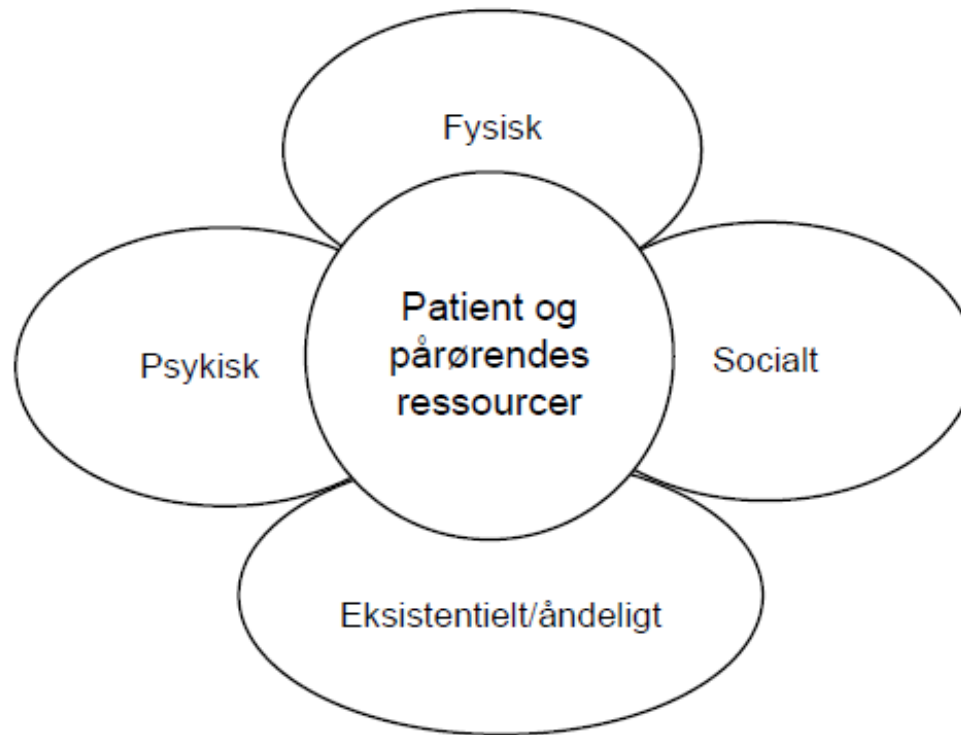 Fysisk
Psykisk
Patient og
pårørendes
ressourcer
Socialt
Eksistentielt/åndeligt